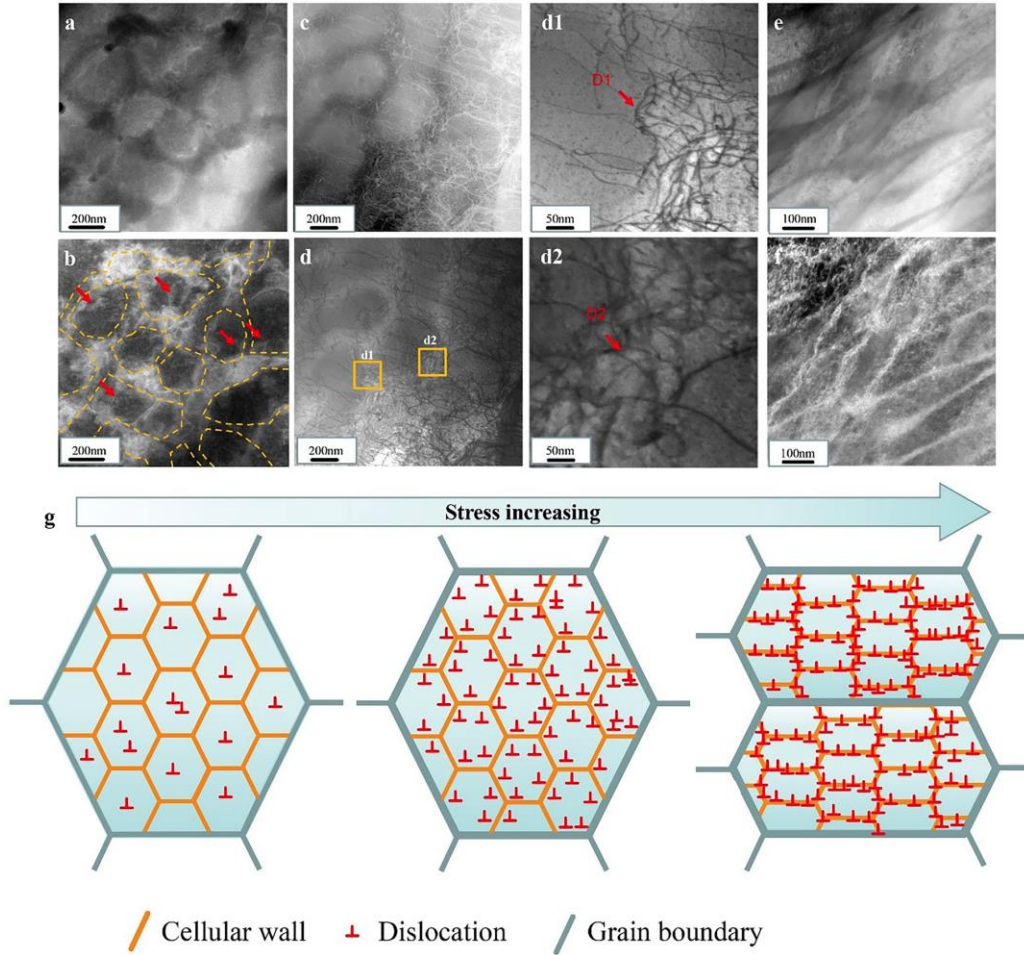 a
c
d1
e
D1
200nm
200nm
50nm
100nm
b
d
d2
f
d1
d2
D2
200nm
200nm
50nm
100nm
g
Stress increasing
Cellular wall
Dislocation
Grain boundary